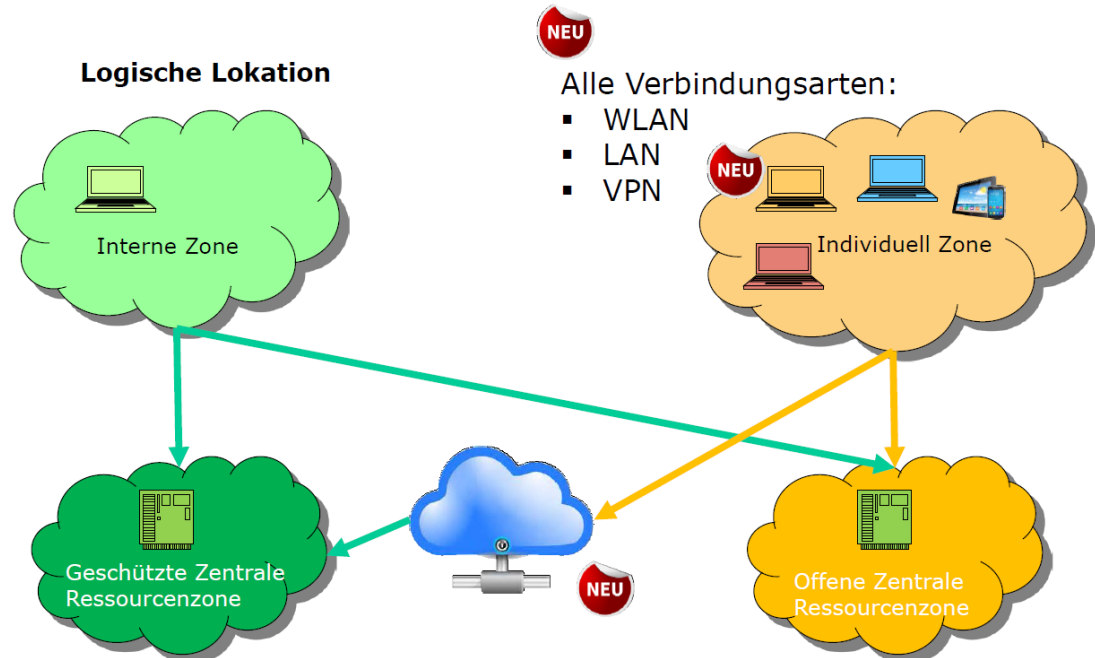 NEU
Logische Lokation
Alle Verbindungsarten:
▪ WLAN
▪ LAN
▪ VPN
NEU
Interne Zone
Individuell Zone
Geschützte Zentrale
Ressourcenzone
NEU
Offene Zentrale
Ressourcenzone